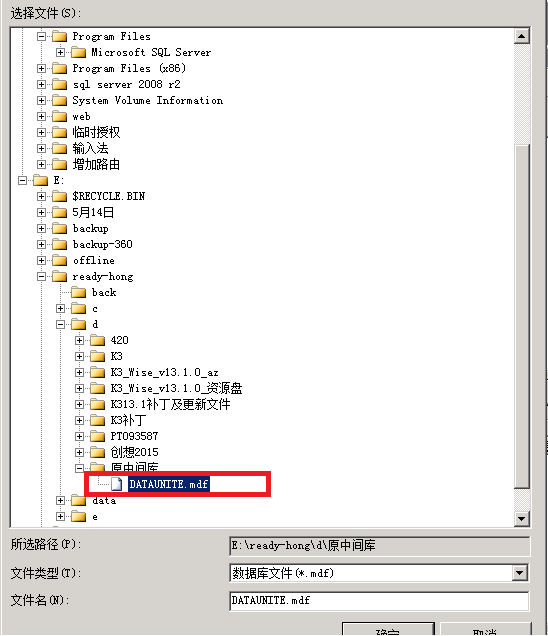 选择文件(S):
Program Files
Microsoft SQL Server
Program Files (x86)
sql server 2008 r2
System Volume Information
web
临时授权
输入法
增加路由
E:
$RECYCLE.BIN
5月14日
backup
backup-360
offline
ready-hong
back
c
d
420
K3
K3_Wise_v13.1.0_az
K3_Wise_v13.1.0_资源盘
K313.1补丁及更新文件
K3补丁
PT093587
创想2015
原中间库
DATAUNITE.mdf
data
e
所选路径(P):
E:\ready-hong\d\原中间库
文件类型(T):
数据库文件(*.mdf)
文件名(N):
DATAUNITE.mdf
确定
取消